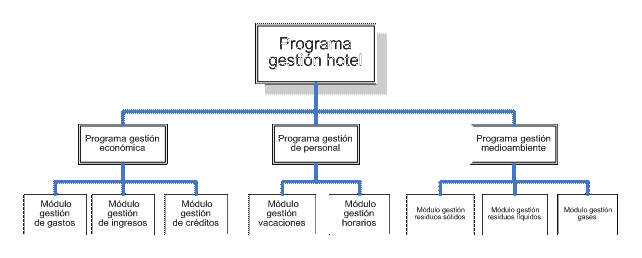 Programa
gestión hotel
Programa gestión
económica
Programa gestión
de personal
Programa gestión
medioambiente
Módulo
gestión
de gastos
Módulo
gestión
de ingresos
Módulo
gestión
de créditos
Módulo
gestión
vacaciones
Módulo
gestión
horarios
Módulo gestión
residuos sólidos
Módulo gestión
residuos líquidos
Módulo gestión
gases